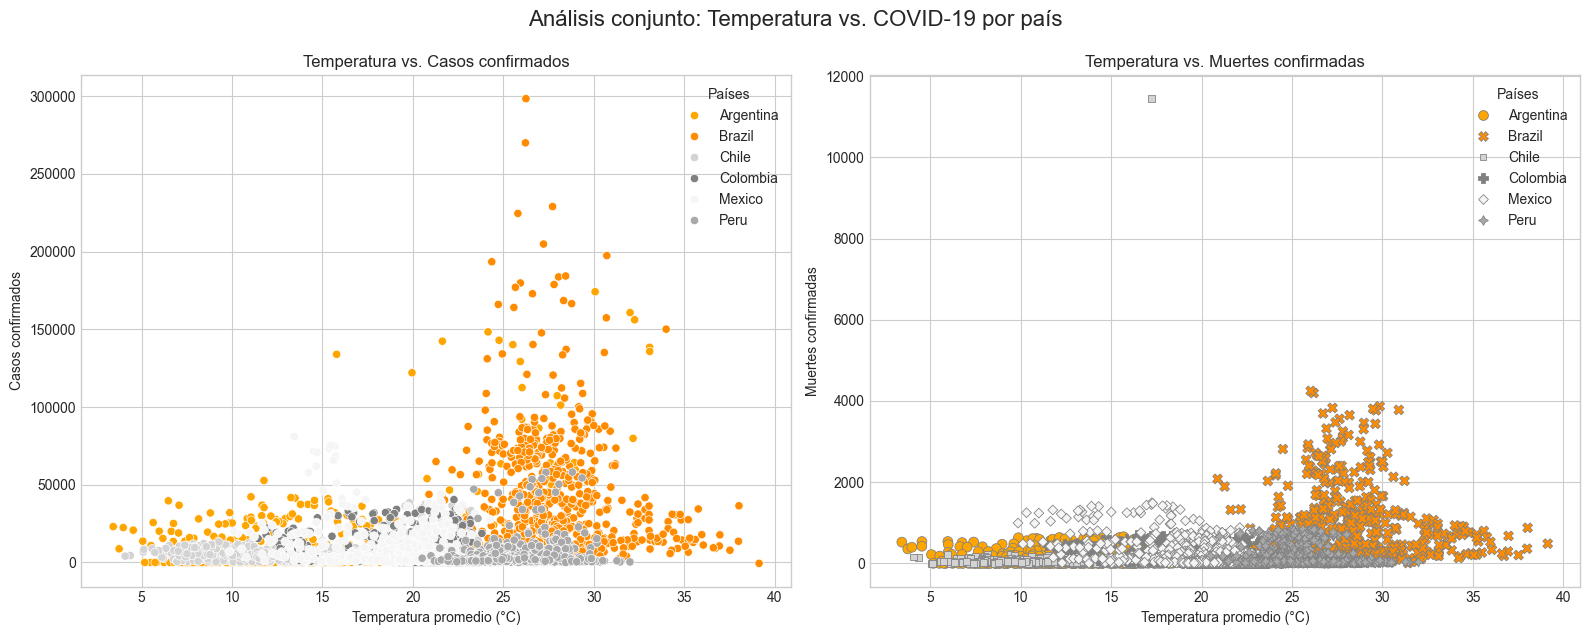 Análisis conjunto: Temperatura vs. COVID-19 por país
Temperatura vs. Casos confirmados
Casos confirmados
300000
250000
200000
150000
100000
50000
0
5
10
15
20
25
30
35
40
Temperatura promedio (°C)
Países
Argentina
Brazil
Chile
Colombia
Mexico
Peru
Temperatura vs. Muertes confirmadas
Muertes confirmadas
12000
10000
8000
6000
4000
2000
0
5
10
15
20
25
30
35
40
Temperatura promedio (°C)
Países
Argentina
Brazil
Chile
Colombia
Mexico
Peru